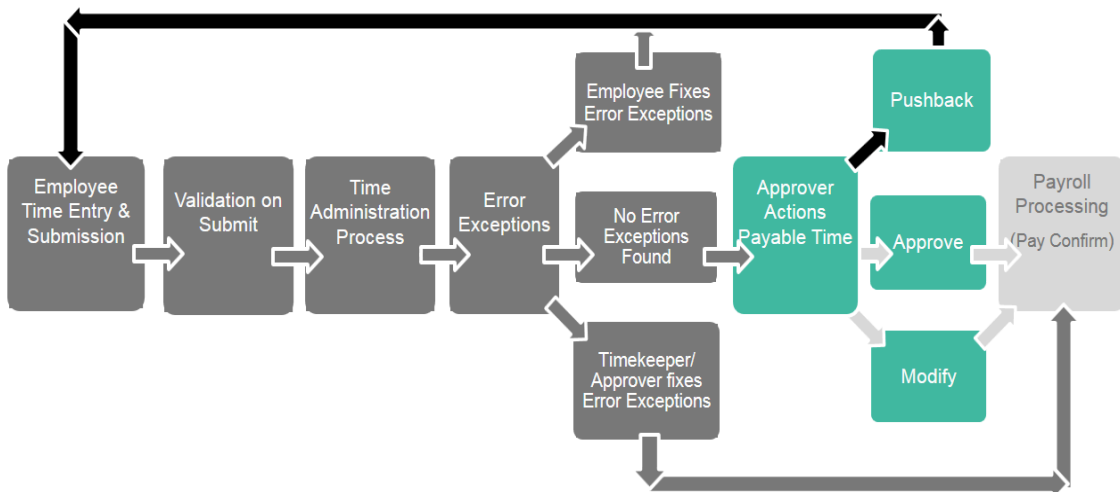 Employee
Time Entry &
Submission
Validation on
Submit
Time
Administration
Process
Error
Exceptions
Employee Fixes
Error Exceptions
No Error
Exceptions
Found
Timekeeper/
Approver fixes
Error Exceptions
Approver
Actions
Payable Time
Pushback
Approve
Modify
Payroll
Processing
(Pay Confirm)